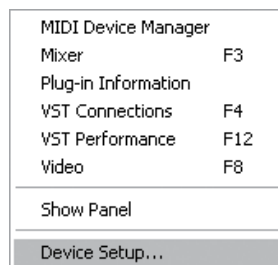 MIDI Device Manager
Mixer F3
Plug-in Information
VST Connections F4
VST Performance F12
Video F8
Show Panel
Device Setup...